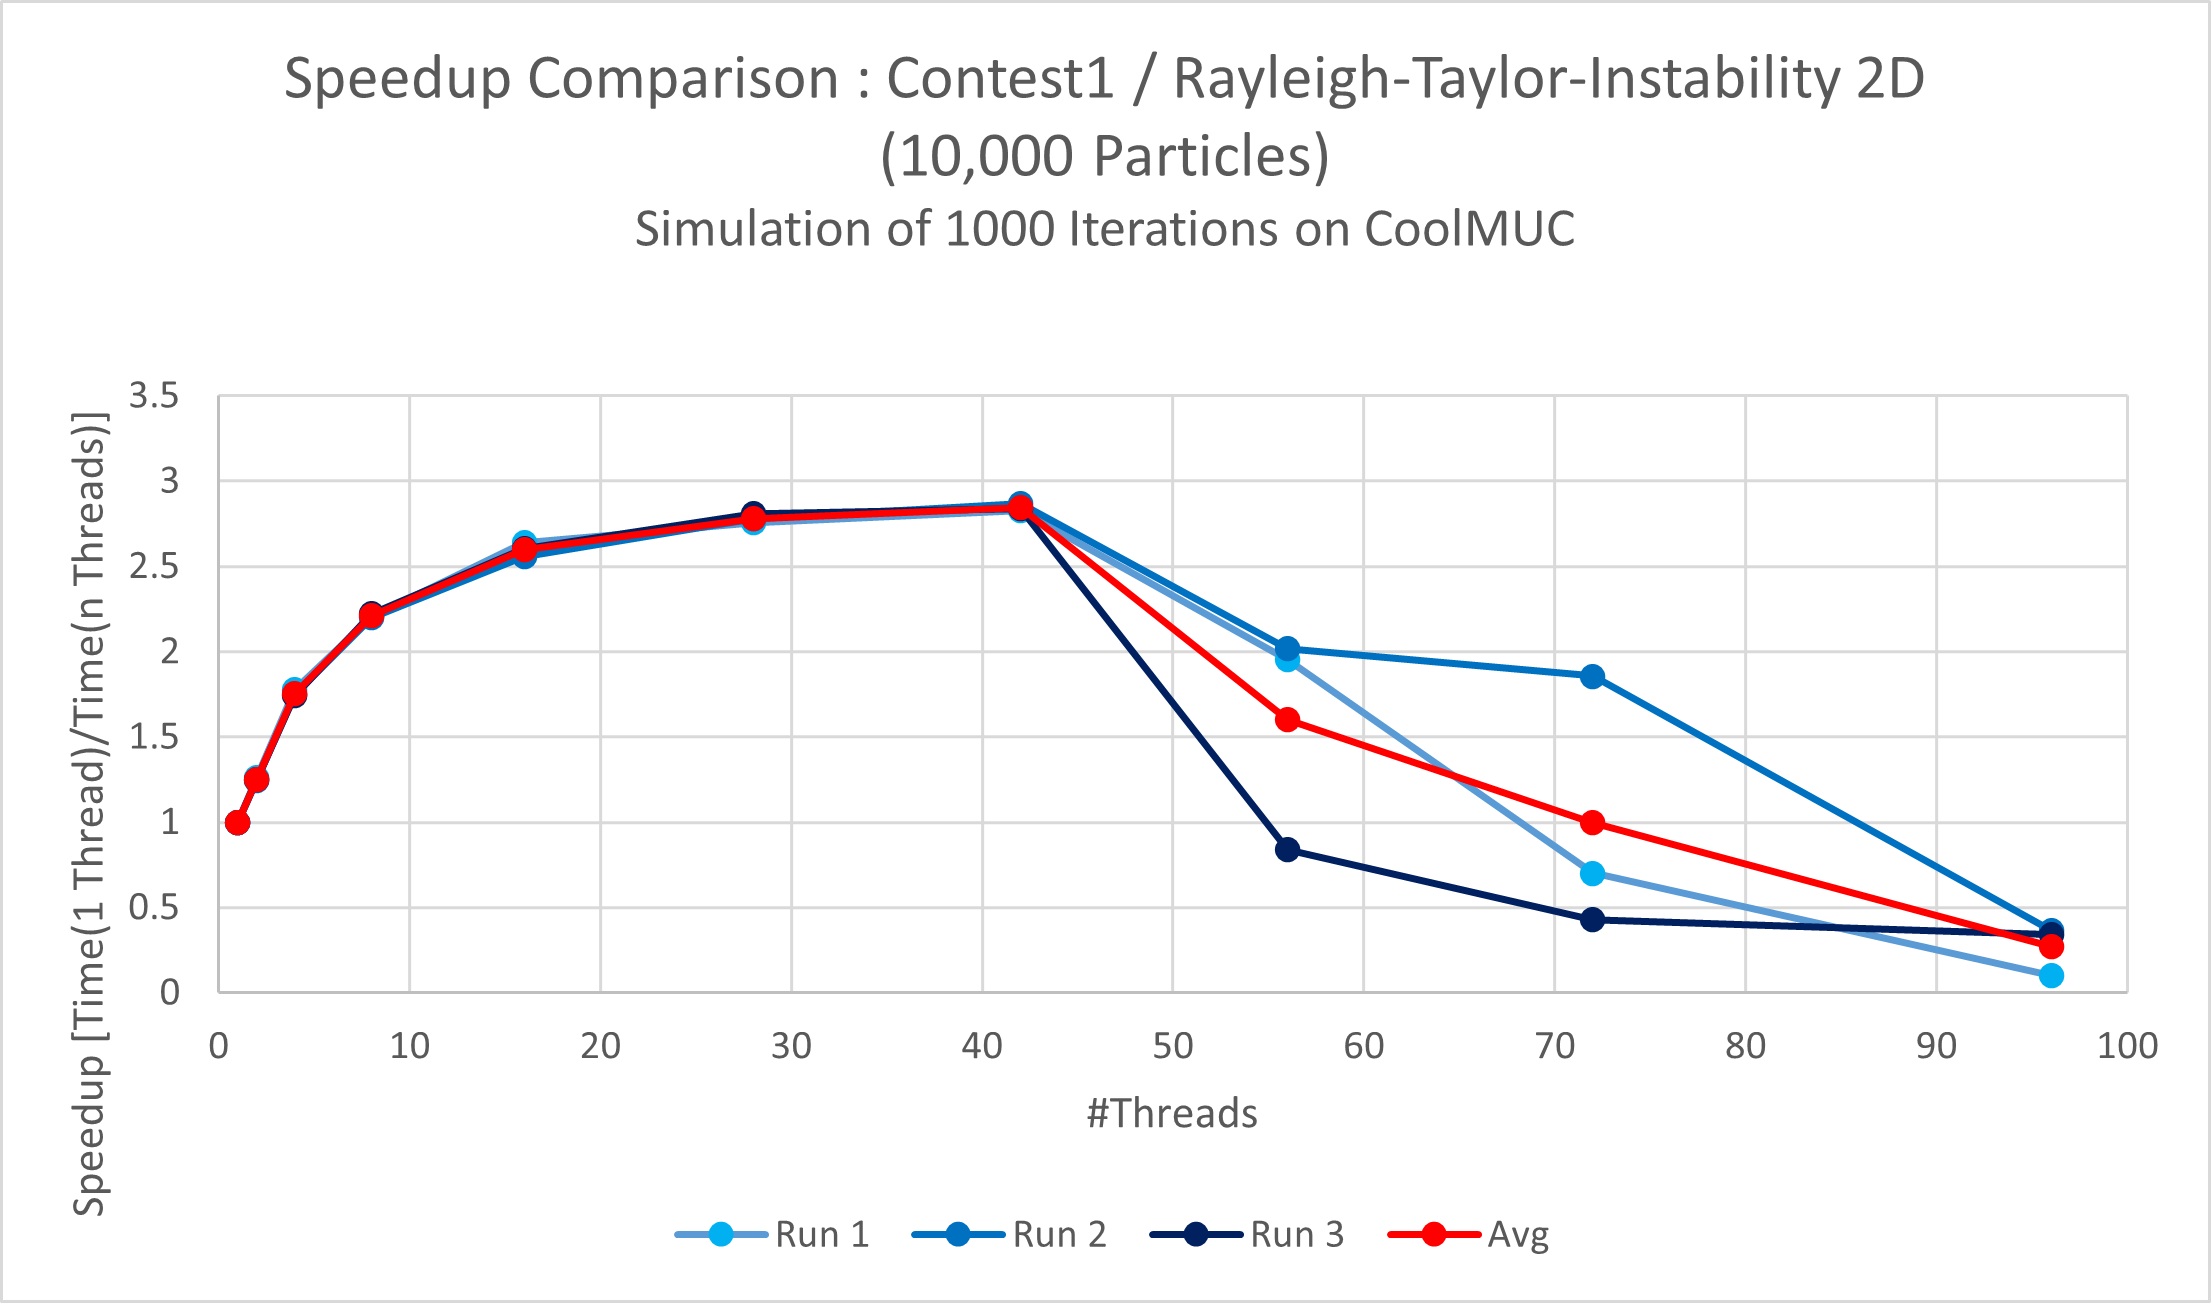 Speedup Comparison : Contest1 / Rayleigh-Taylor-Instability 2D
(10,000 Particles)
Simulation of 1000 Iterations on CoolMUC
Speedup [Time(1 Thread)/Time(n Threads)]
3.5
3
2.5
2
1.5
1
0.5
0
0 10 20 30 40 50 60 70 80 90 100
#Threads
Run 1 Run 2 Run 3 Avg